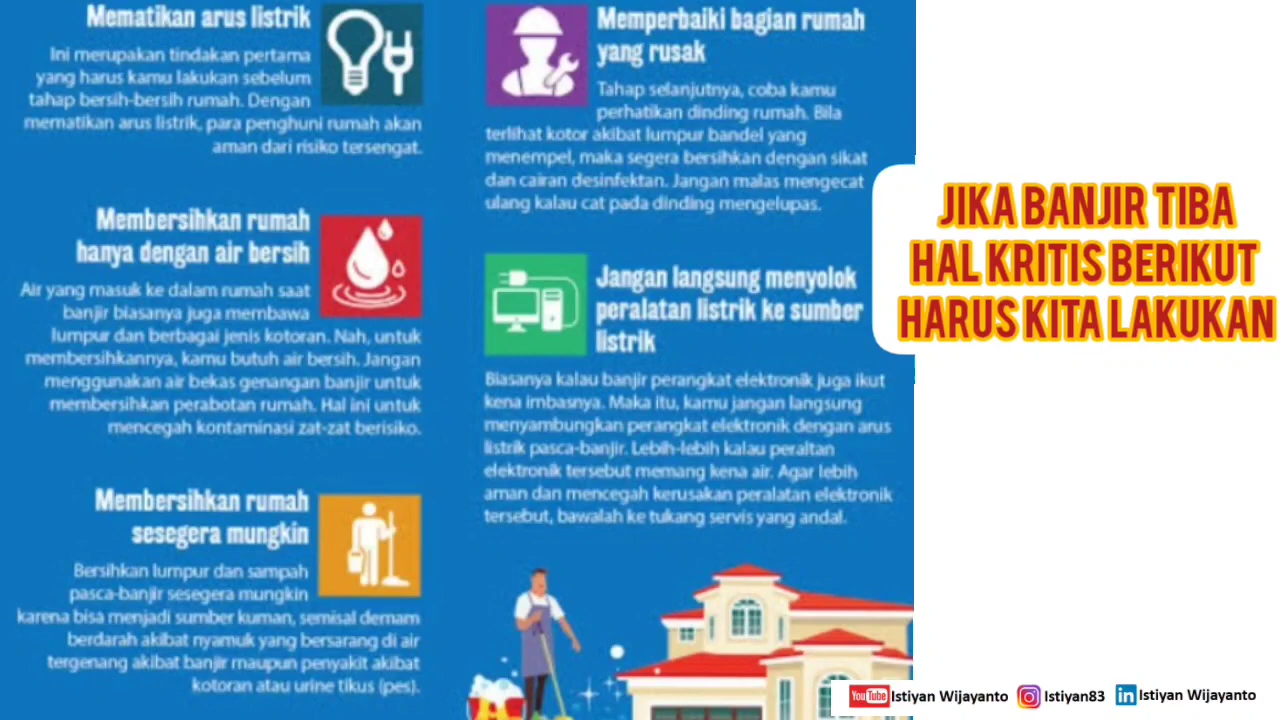 Mematikan arus listrik
Ini merupakan tindakan pertama
yang harus kamu lakukan sebelum
tahap bersih-bersih rumah. Dengan
mematikan arus listrik, para penghuni rumah akan
aman dari risiko tersengat.
Membersihkan rumah
hanya dengan air bersih
Air yang masuk ke dalam rumah saat
banjir biasanya juga membawa
lumpur dan berbagai jenis kotoran. Nah, untuk
membersihkannya, kamu butuh air bersih. Jangan
menggunakan air bekas genangan banjir untuk
membersihkan perabotan rumah. Hal ini untuk
mencegah kontaminasi zat-zat berisiko.
Membersihkan rumah
sesegera mungkin
Bersihkan lumpur dan sampah
pasca-banjir sesegera mungkin
karena bisa menjadi sumber kuman, semisal demam
berdarah akibat nyamuk yang bersarang di air
tergenang akibat banjir maupun penyakit akibat
kotoran atau urine tikus (pes).
Memperbaiki bagian rumah
yang rusak
Tahap selanjutnya, coba kamu
perhatikan dinding rumah. Bila
terlihat kotor akibat lumpur bandel yang
menempel, maka segera bersihkan dengan sikat
dan cairan desinfektan. Jangan malas mengecat
ulang kalau cat pada dinding mengelupas.
Jangan langsung menyolok
peralatan listrik ke sumber
listrik
Biasanya kalau banjir perangkat elektronik juga ikut
kena imbasnya. Maka itu, kamu jangan langsung
menyambungkan perangkat elektronik dengan arus
listrik pasca-banjir. Lebih-lebih kalau peraltan
elektronik tersebut memang kena air. Agar lebih
aman dan mencegah kerusakan peralatan elektronik
tersebut, bawalah ke tukang servis yang andal.
JIKA BANJIR TIBA
HAL KRITIS BERIKUT
HARUS KITA LAKUKAN
YouTube Istiyan Wijayanto Istiyan83 in Istiyan Wijayanto